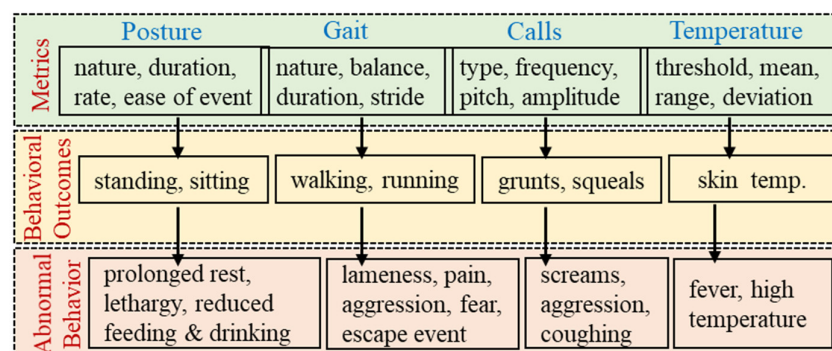 Posture
Gait
Calls
Temperature
Metrics
nature, duration,
rate, ease of event
nature, balance,
duration, stride
type, frequency,
pitch, amplitude
threshold, mean,
range, deviation
Behavioral
Outcomes
standing, sitting
walking, running
grunts, squeals
skin temp.
Abnormal
Behavior
prolonged rest,
lethargy, reduced
feeding & drinking
lameness, pain,
aggression, fear,
escape event
screams,
aggression,
coughing
fever, high
temperature